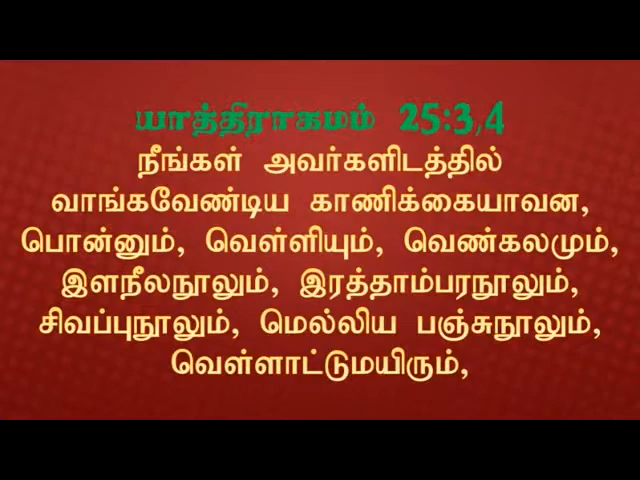 யாத்திராகமம் 25:3,4
நீங்கள் அவர்களிடத்தில்
வாங்கவேண்டிய காணிக்கையாவன,
பொன்னும், வெள்ளியும், வெண்கலமும்,
இளநீலநூலும், இரத்தாம்பரநூலும்,
சிவப்புநூலும், மெல்லிய பஞ்சுநூலும்,
வெள்ளாட்டுமயிரும்,